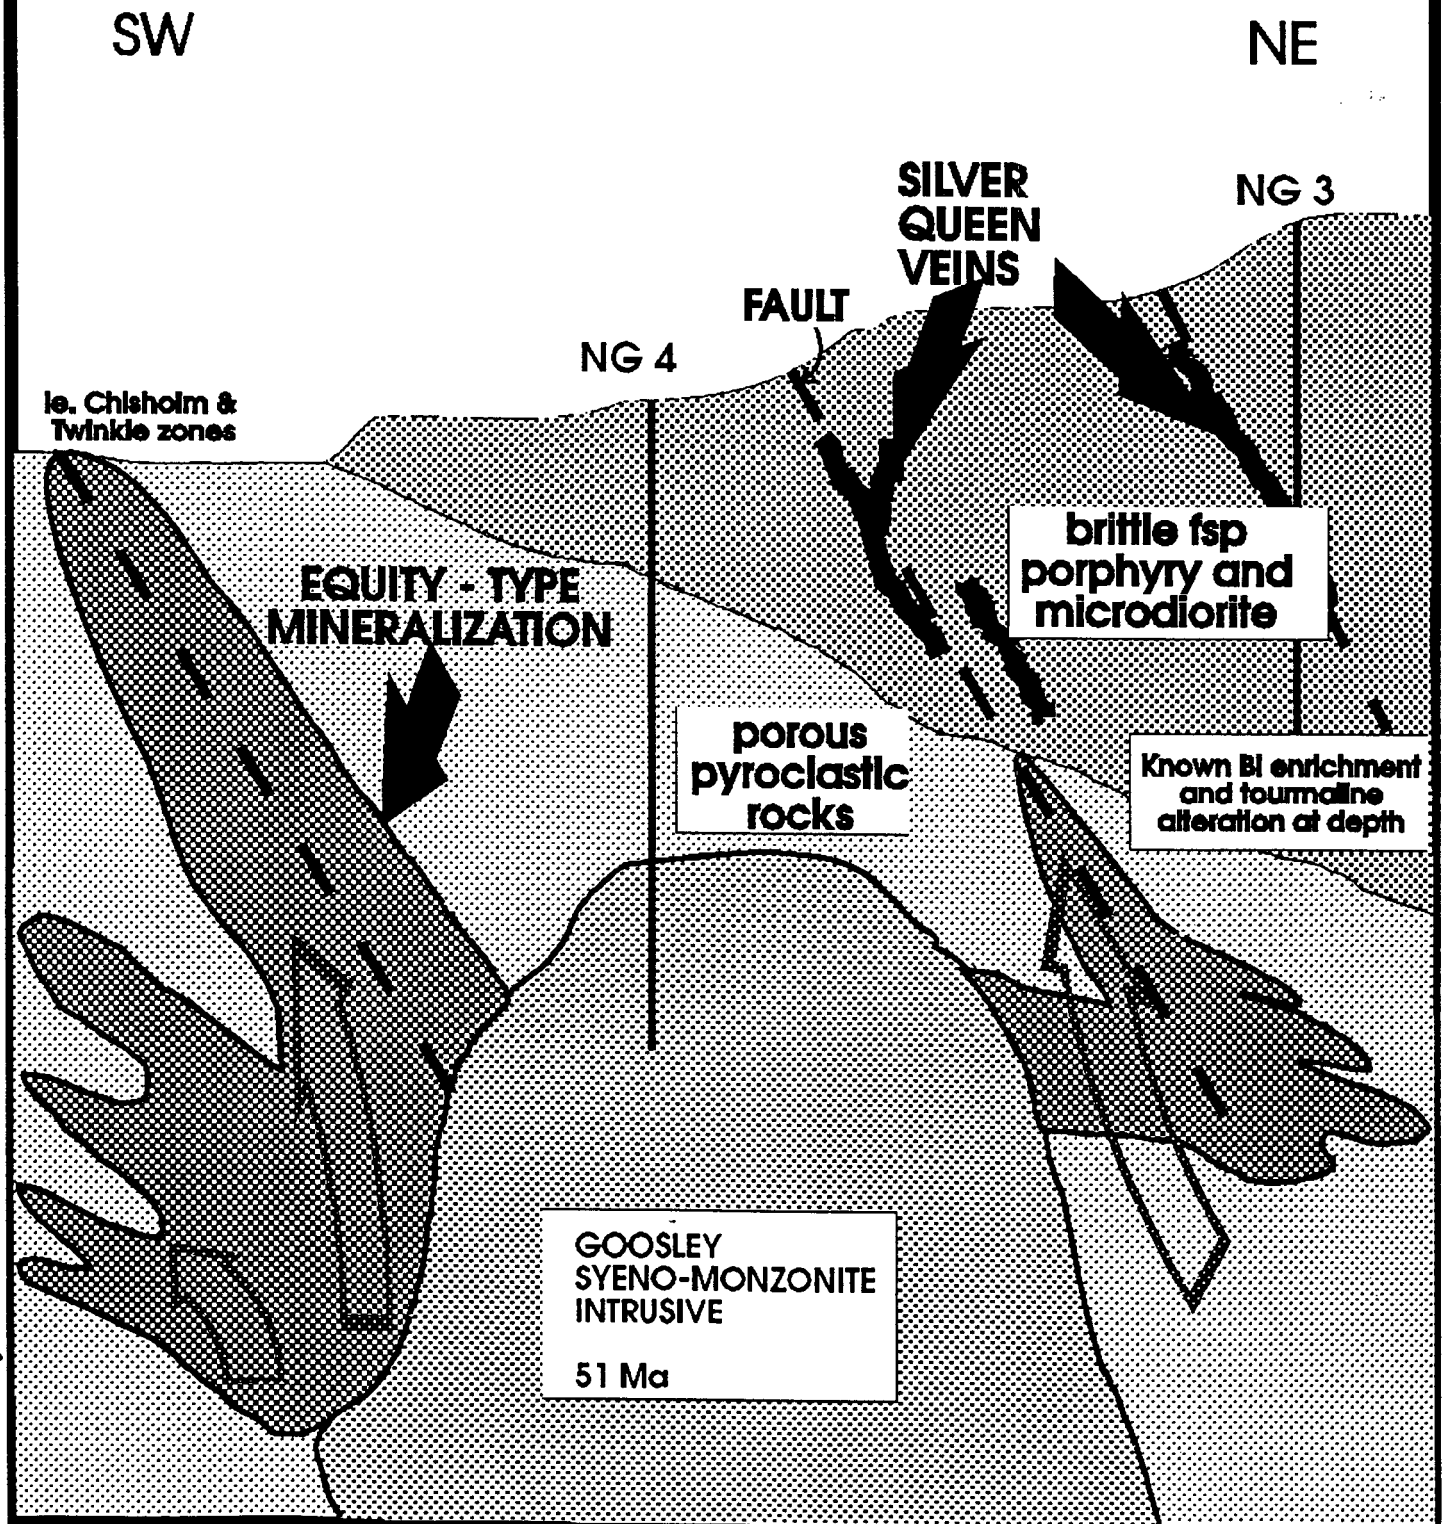 SW
NE
SILVER
QUEEN
VEINS
NG 3
FAULT
NG 4
ie. Chisholm &
Twinkle zones
EQUITY - TYPE
MINERALIZATION
brittle fsp
porphyry and
microdiorite
porous
pyroclastic
rocks
Known Bi enrichment
and tourmaline
alteration at depth
GOOSLEY
SYENO-MONZONITE
INTRUSIVE
51 Ma